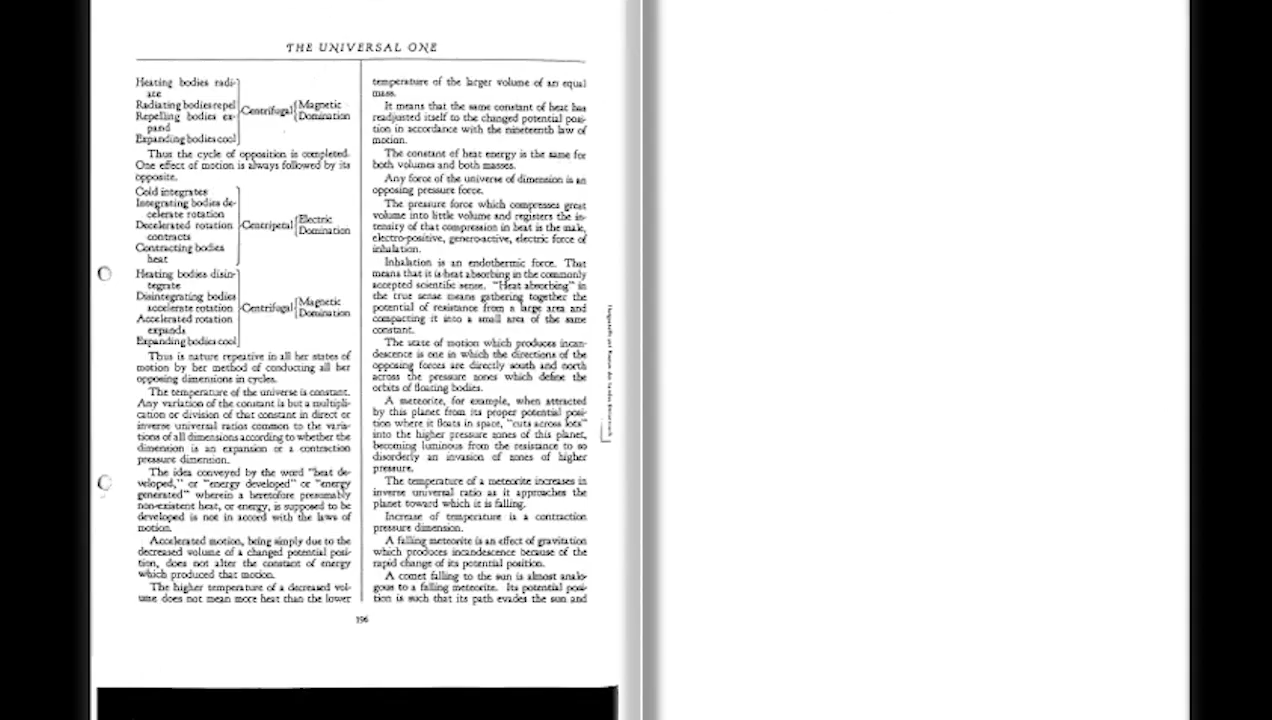 THE UNIVERSAL ONE
Heating bodies radi-
ate
Radiating bodies repel
Repelling bodies ex-
pand
Expanding bodies cool
Centrifugal
Magnetic
Domination
Thus the cycle of opposition is completed.
One effect of motion is always followed by its
opposite.
Cold integrates
Integrating bodies de-
celerate rotation
Decelerated rotation
contracts
Contracting bodies
heat
Centripetal
Electric
Domination
Heating bodies disin-
tegrate
Disintegrating bodies
accelerate rotation
Accelerated rotation
expands
Expanding bodies cool
Centrifugal
Magnetic
Domination
Thus is nature repetive in all her states of
motion by her method of conducting all her
opposing dimensions in cycles.
The temperature of the universe is constant.
Any variation of the constant is but a multipli-
cation or division of that constant in direct or
inverse universal ratios common to the varia-
tions of all dimensions according to whether the
dimension is an expansion or a contraction
pressure dimension.
The idea conveyed by the word "heat de-
veloped," or "energy developed" or "energy
generated" wherein a heretofore presumably
non-existent heat, or energy, is supposed to be
developed is not in accord with the laws of
motion.
Accelerated motion, being simply due to the
decreased volume of a changed potential posi-
tion, does not alter the constant of energy
which produced that motion.
The higher temperature of a decreased vol-
ume does not mean more heat than the lower
temperature of the larger volume of an equal
mass.
It means that the same constant of heat has
readjusted itself to the changed potential posi-
tion in accordance with the nineteenth law of
motion.
The constant of heat energy is the same for
both volumes and both masses.
Any force of the universe of dimension is an
opposing pressure force.
The pressure force which compresses great
volume into little volume and registers the in-
tensity of that compression in heat is the male,
electro-positive, genero-active, electric force of
inhalation.
Inhalation is an endothermic force. That
means that it is heat absorbing in the commonly
accepted scientific sense. "Heat absorbing" in
the true sense means gathering together the
potential of resistance from a large area and
compacting it into a small area of the same
constant.
The state of motion which produces incan-
descence is one in which the directions of the
opposing forces are directly south and north
across the pressure zones which define the
orbits of floating bodies.
A meteorite, for example, when attracted
by this planet from its proper potential posi-
tion where it floats in space, "cuts across lots"
into the higher pressure zones of this planet,
becoming luminous from the resistance to so
disorderly an invasion of zones of higher
pressure.
The temperature of a meteorite increases in
inverse universal ratio as it approaches the
planet toward which it is falling.
Increase of temperature is a contraction
pressure dimension.
A falling meteorite is an effect of gravitation
which produces incandescence because of the
rapid change of its potential position.
A comet falling to the sun is almost analo-
gous to a falling meteorite. Its potential posi-
tion is such that its path evades the sun and
196